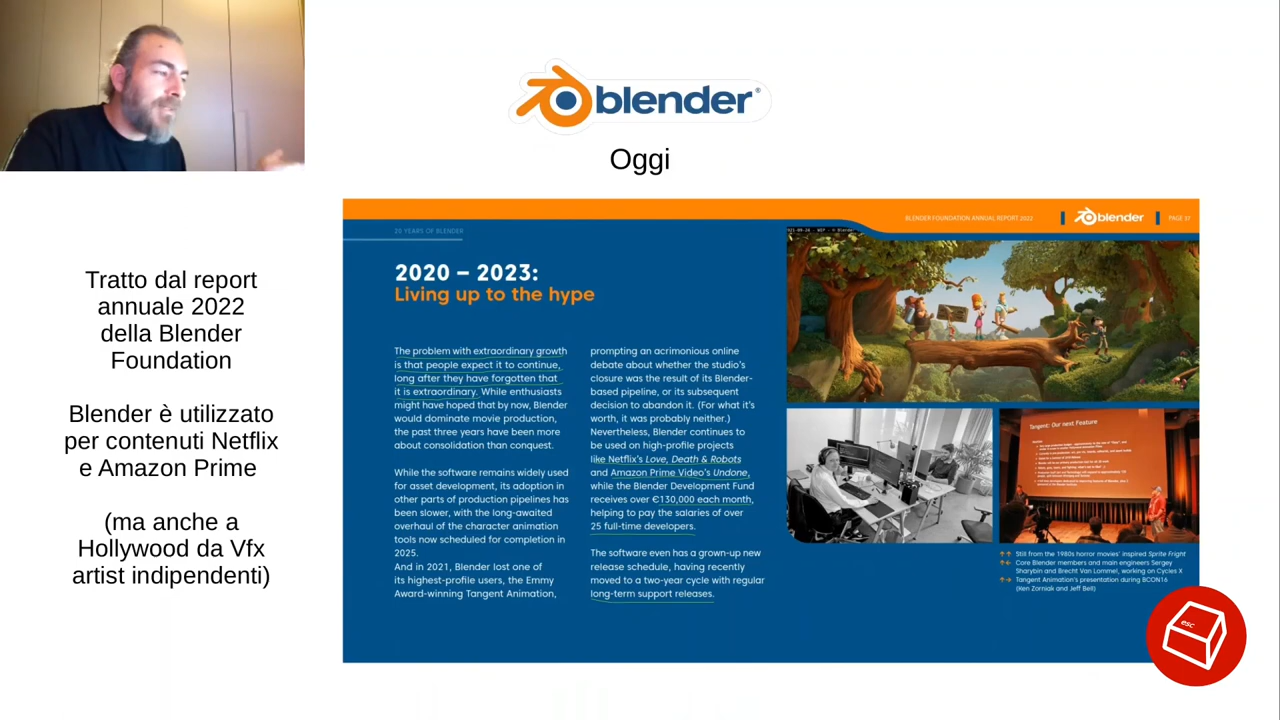 blender®
Oggi
Tratto dal report
annuale 2022
della Blender
Foundation
Blender è utilizzato
per contenuti Netflix
e Amazon Prime
(ma anche a
Hollywood da Vfx
artist indipendenti)
BLENDER FOUNDATION ANNUAL REPORT 2022
blender
PAGE 37
20 YEARS OF BLENDER
2020 – 2023:
Living up to the hype
The problem with extraordinary growth
is that people expect it to continue,
long after they have forgotten that
it is extraordinary. While enthusiasts
might have hoped that by now, Blender
would dominate movie production,
the past three years have been more
about consolidation than conquest.
While the software remains widely used
for asset development, its adoption in
other parts of production pipelines has
been slower, with the long-awaited
overhaul of the character animation
tools now scheduled for completion in
2025.
And in 2021, Blender lost one of
its highest-profile users, the Emmy
Award-winning Tangent Animation,
prompting an acrimonious online
debate about whether the studio's
closure was the result of its Blender-
based pipeline, or its subsequent
decision to abandon it. (For what it's
worth, it was probably neither.)
Nevertheless, Blender continues to
be used on high-profile projects
like Netflix's Love, Death & Robots
and Amazon Prime Video's Undone,
while the Blender Development Fund
receives over €130,000 each month,
helping to pay the salaries of over
25 full-time developers.
The software even has a grown-up new
release schedule, having recently
moved to a two-year cycle with regular
long-term support releases.
Tangent: Our next Feature
Still from the 1980s horror movies' inspired Sprite Fright
Core Blender members and main engineers Sergey
Sharybin and Brecht Van Lommel, working on Cycles X
Tangent Animation's presentation during BCON16
(Ken Zorniak and Jeff Bell)
esc